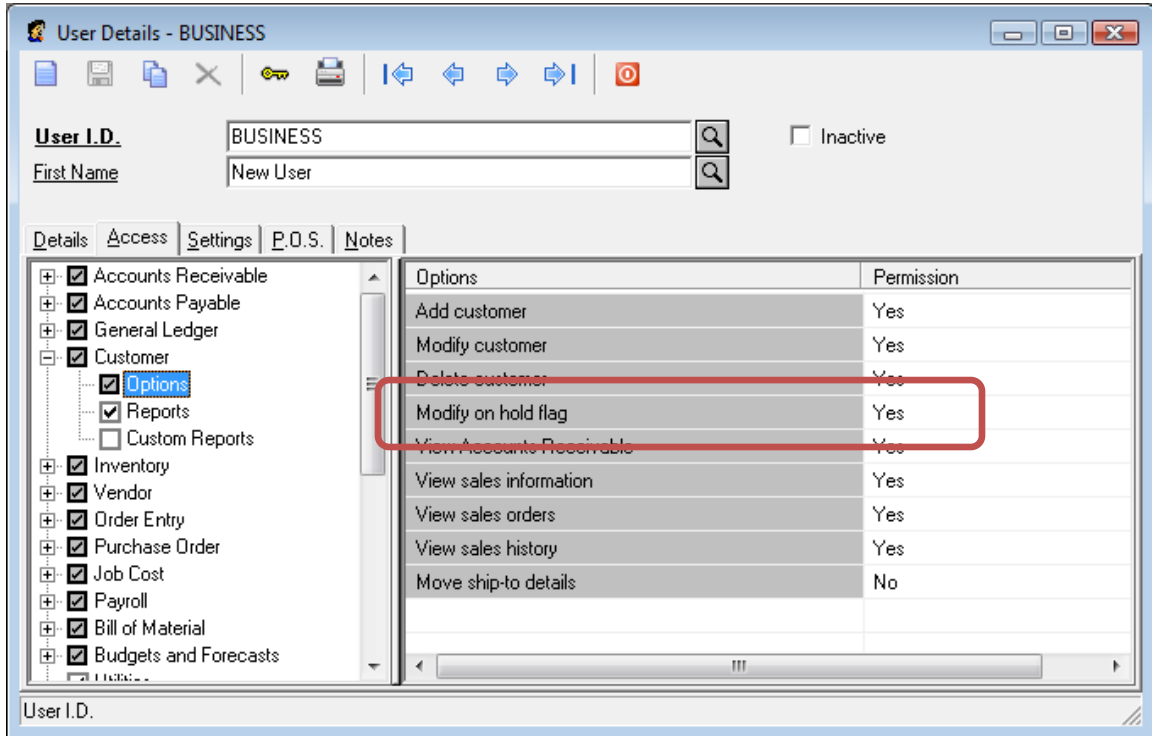 User Details - BUSINESS
User I.D. BUSINESS Inactive
First Name New User
Details Access Settings P.O.S. Notes
Accounts Receivable
Accounts Payable
General Ledger
Customer
Options
Reports
Custom Reports
Inventory
Vendor
Order Entry
Purchase Order
Job Cost
Payroll
Bill of Material
Budgets and Forecasts
Utilities
Options Permission
Add customer Yes
Modify customer Yes
Delete customer Yes
Modify on hold flag Yes
View Accounts Receivable Yes
View sales information Yes
View sales orders Yes
View sales history Yes
Move ship-to details No
User I.D.